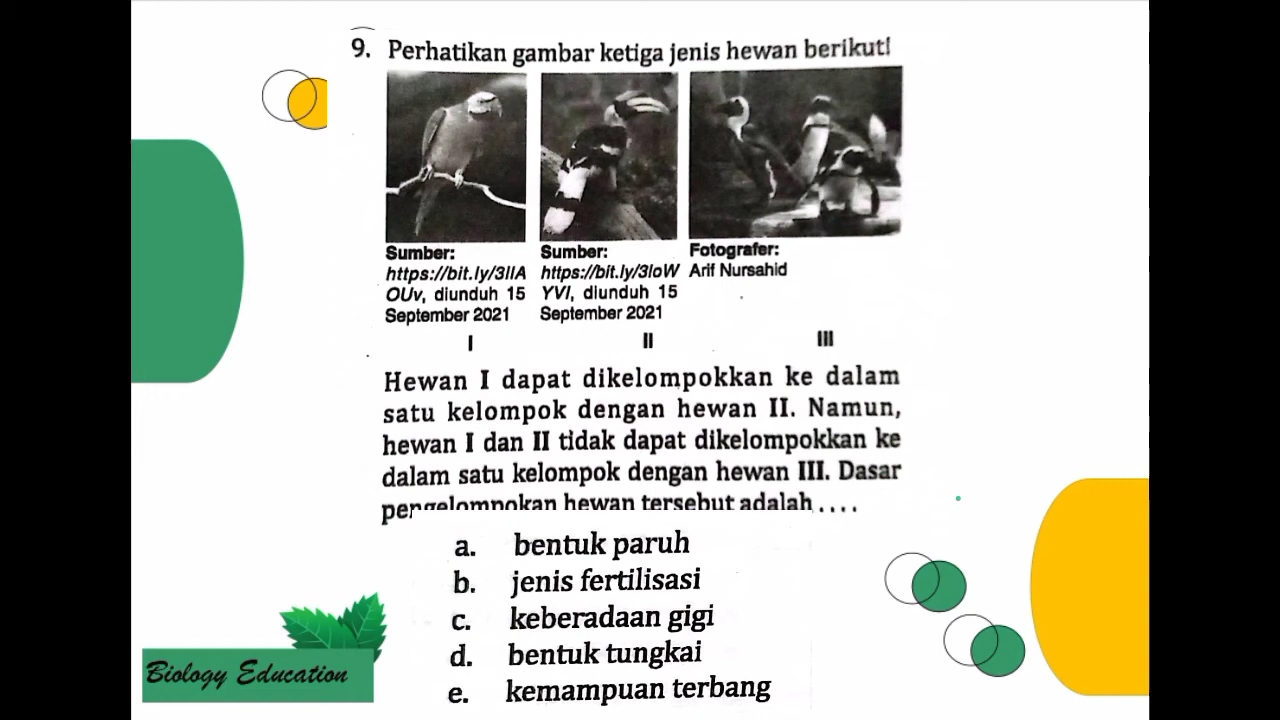 9. Perhatikan gambar ketiga jenis hewan berikut!
Sumber:
https://bit.ly/3llA
OUv, diunduh 15
September 2021
Sumber:
https://bit.ly/3loW
YVl, diunduh 15
September 2021
Fotografer:
Arif Nursahid
I
II
III
Hewan I dapat dikelompokkan ke dalam
satu kelompok dengan hewan II. Namun,
hewan I dan II tidak dapat dikelompokkan ke
dalam satu kelompok dengan hewan III. Dasar
pengelompokan hewan tersebut adalah ....
a. bentuk paruh
b. jenis fertilisasi
c. keberadaan gigi
d. bentuk tungkai
e. kemampuan terbang
Biology Education